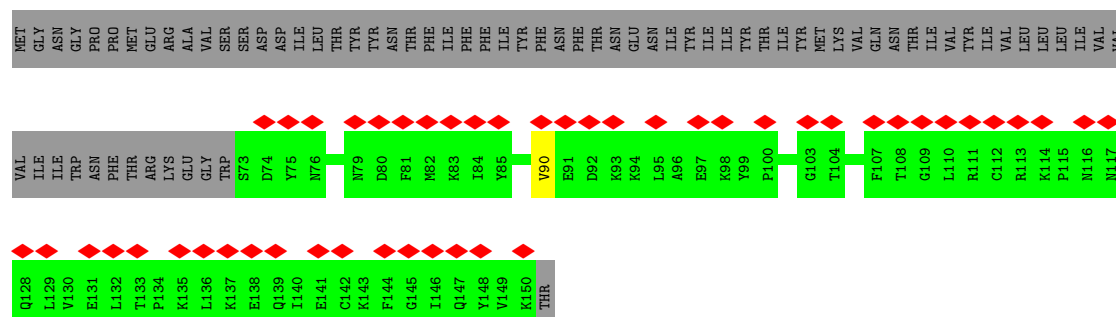 MET GLY ASN GLY PRO PRO MET GLU ARG ALA VAL SER SER ASP ASP ILE LEU THR TYR TYR ASN THR PHE ILE PHE PHE ILE TYR PHE ASN PHE THR ASN GLU ASN ILE TYR ILE ILE TYR THR ILE TYR MET LYS VAL GLN ASN THR ILE VAL TYR ILE VAL LEU LEU LEU ILE VAL
VAL ILE ILE TRP ASN PHE THR ARG LYS GLU GLY TRP S73 D74 Y75 N76 N79 D80 F81 M82 K83 I84 Y85 V90 E91 D92 K93 K94 L95 A96 E97 K98 Y99 P100 G103 T104 F107 T108 G109 L110 R111 C112 R113 K114 P115 N116 N117
Q128 L129 V130 E131 L132 T133 P134 K135 L136 K137 E138 Q139 I140 E141 C142 K143 F144 G145 I146 Q147 Y148 V149 K150 THR